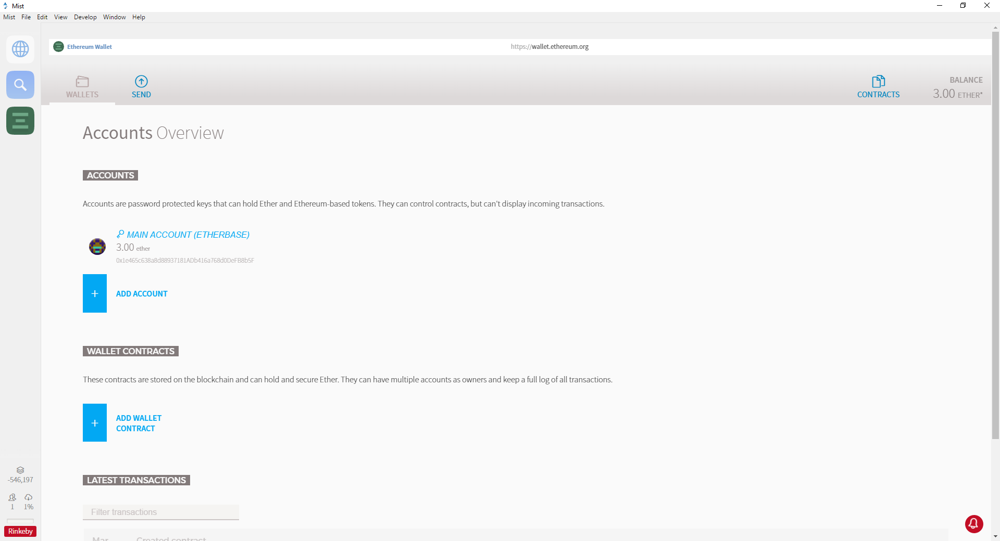 Mist
Mist File Edit View Develop Window Help
Ethereum Wallet https://wallet.ethereum.org
WALLETS SEND CONTRACTS BALANCE
3.00 ETHER*
Accounts Overview
ACCOUNTS
Accounts are password protected keys that can hold Ether and Ethereum-based tokens. They can control contracts, but can't display incoming transactions.
MAIN ACCOUNT (ETHERBASE)
3.00 ether
0x1e465c638a8d88937181ADb416a768d0DeFB8b5F
+ ADD ACCOUNT
WALLET CONTRACTS
These contracts are stored on the blockchain and can hold and secure Ether. They can have multiple accounts as owners and keep a full log of all transactions.
+ ADD WALLET
CONTRACT
LATEST TRANSACTIONS
Filter transactions
Mar Created contract
-546,197
1 1%
Rinkeby